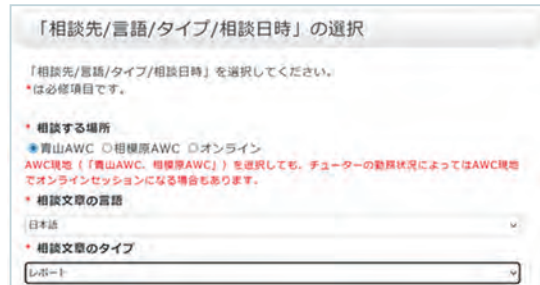 「相談先/言語/タイプ/相談日時」の選択
「相談先/言語/タイプ/相談日時」を選択してください。
*は必修項目です。
* 相談する場所
青山AWC 相模原AWC オンライン
AWC現地（「青山AWC、相模原AWC」）を選択しても、チューターの勤務状況によってはAWC現地
でオンラインセッションになる場合もあります。
* 相談文章の言語
日本語
* 相談文章のタイプ
レポート